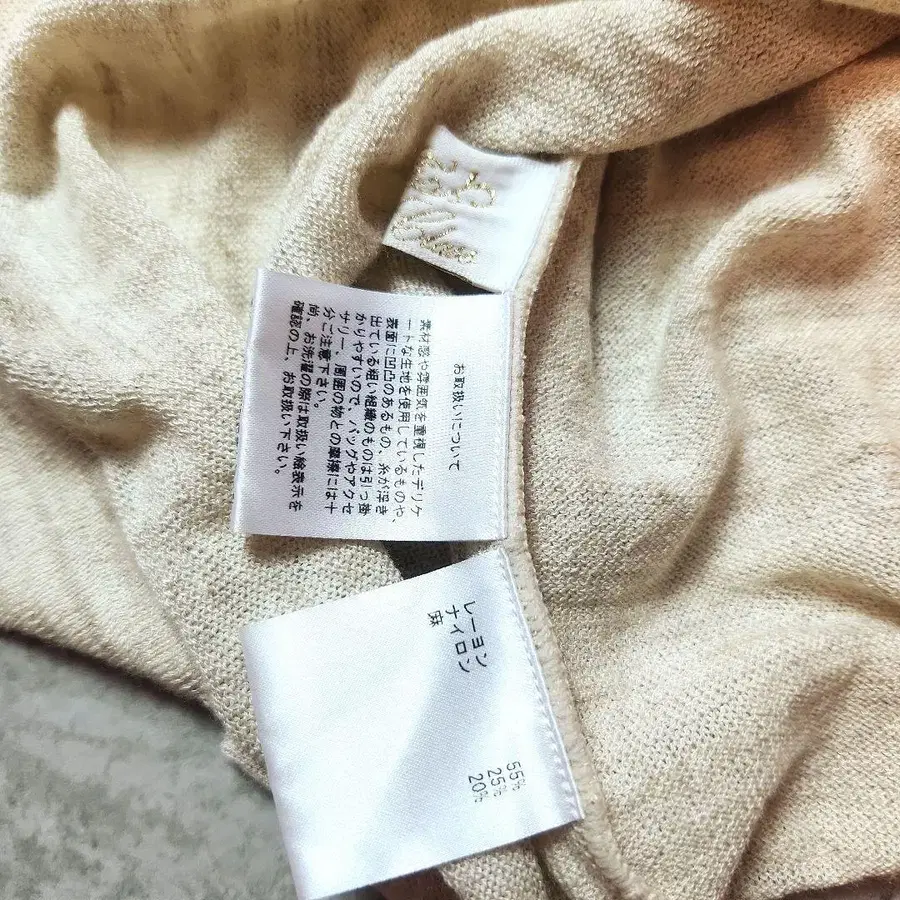 お取扱いについて
素材感や雰囲気を重視したデリケ
ートな生地を使用しているものや、
表面に凹凸のあるもの、糸が浮き
出ている粗い組織のものは引っ掛
かりやすいので、バッグやアクセ
サリー、周囲の物との摩擦には十
分ご注意下さい。
尚、お洗濯の際は取扱い絵表示を
確認の上、お取扱い下さい。
レーヨン 55%
ナイロン 25%
麻 20%